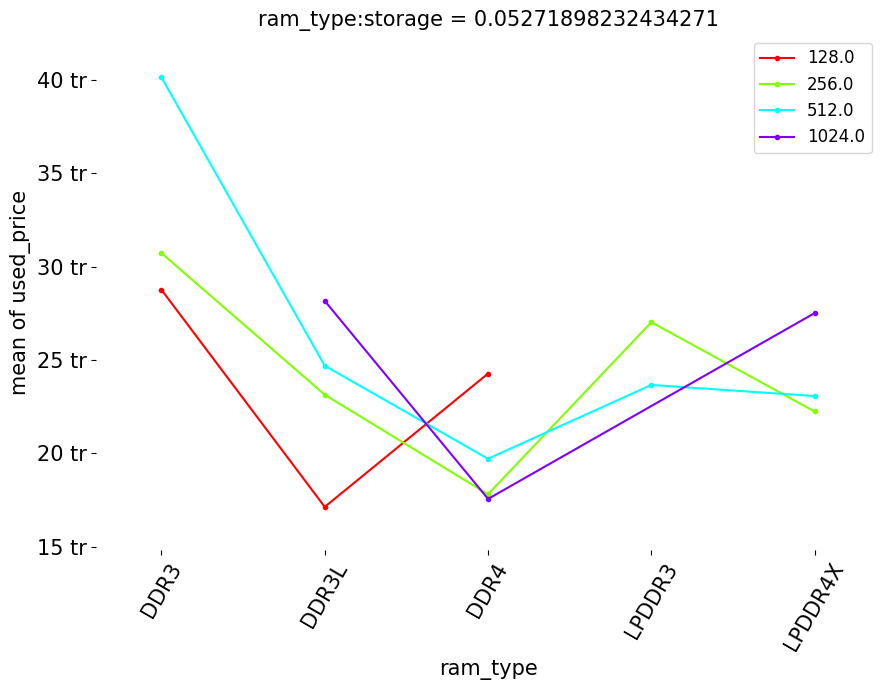 ram_type:storage = 0.05271898232434271
128.0
256.0
512.0
1024.0
40 tr
35 tr
30 tr
25 tr
20 tr
15 tr
mean of used_price
DDR3
DDR3L
DDR4
LPDDR3
LPDDR4X
ram_type